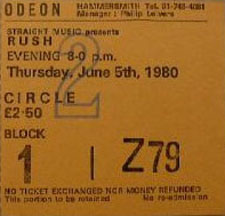 ODEON HAMMERSMITH Tel. 01-748-4081
Manager : Philip Leivers
STRAIGHT MUSIC presents
RUSH
EVENING 8-0 p.m.
Thursday, June 5th, 1980
CIRCLE
£2·50
2
BLOCK
1 Z79
NO TICKET EXCHANGED NOR MONEY REFUNDED
This portion to be retained No re-admission